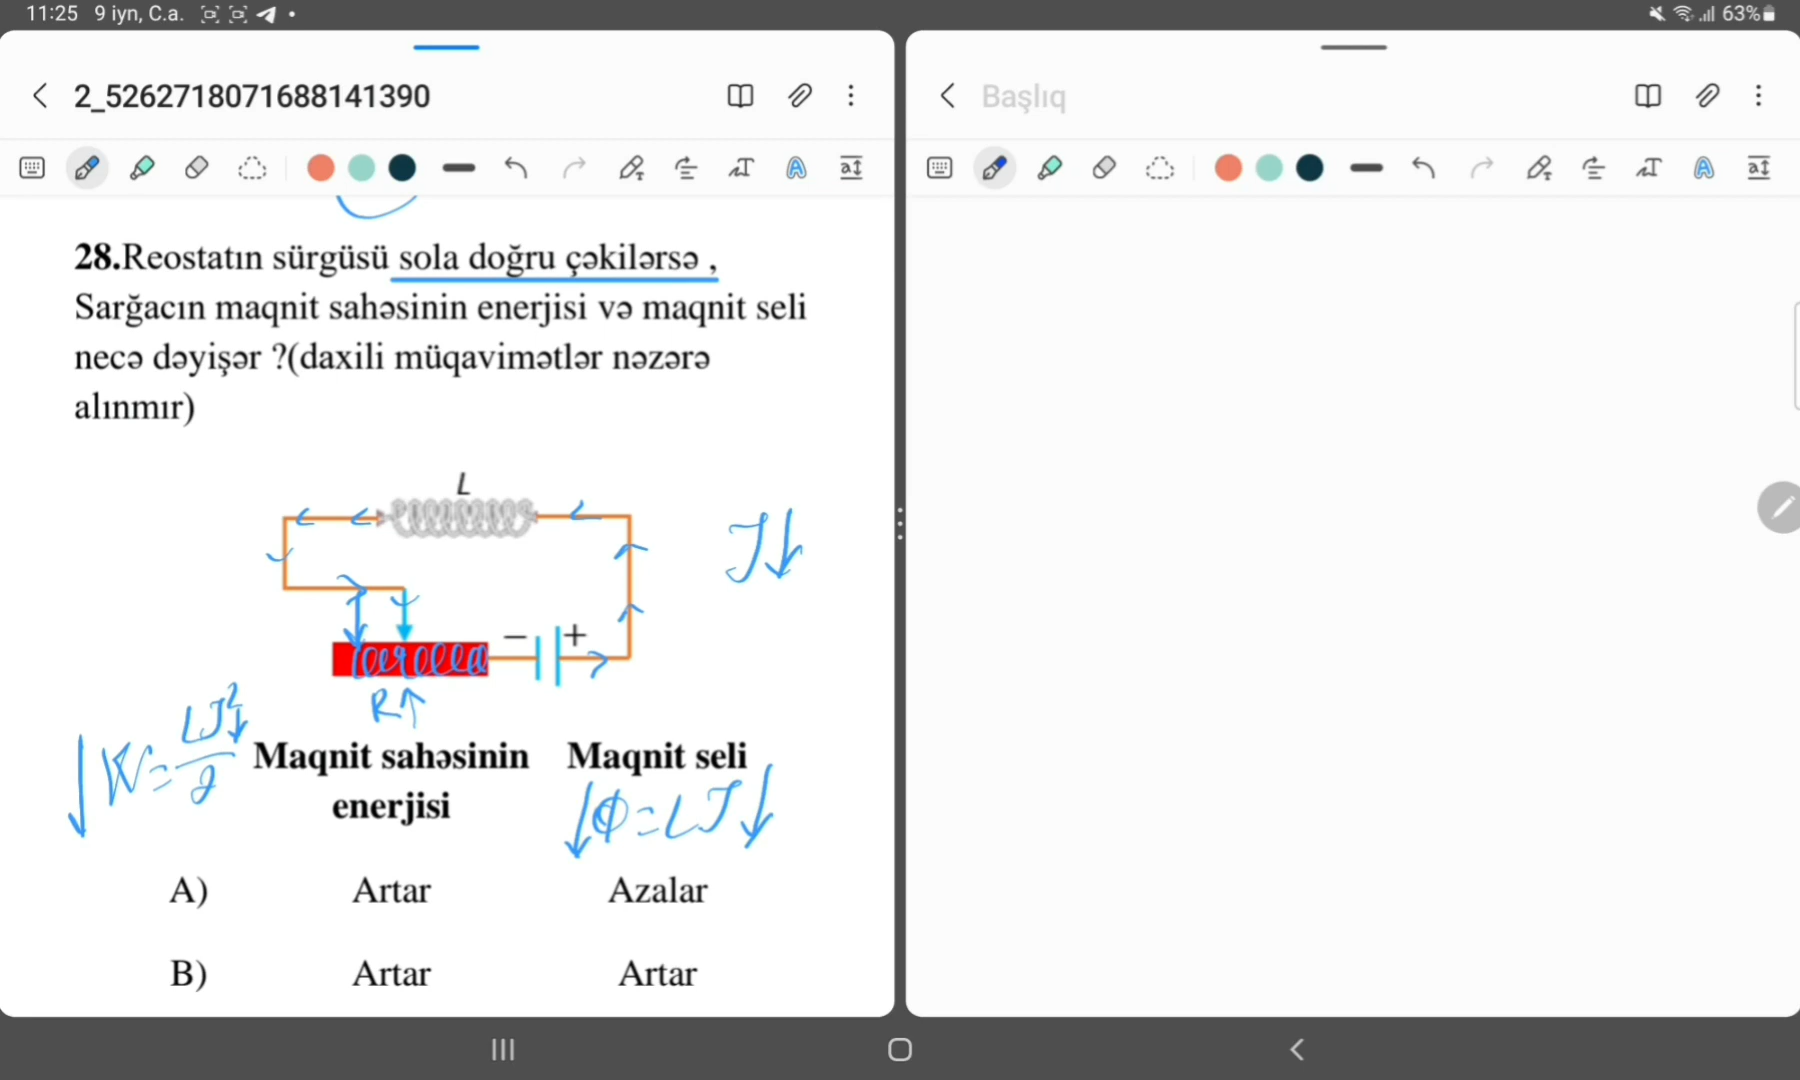 11:25 9 iyn, C.a. 63%
2_5262718071688141390
Başlıq
28.Reostatın sürgüsü sola doğru çəkilərsə ,
Sarğacın maqnit sahəsinin enerjisi və maqnit seli
necə dəyişər ?(daxili müqavimətlər nəzərə
alınmır)
L
J↓
− +
R↑
↓W=LJ²↓/2
Maqnit sahəsinin enerjisi
Maqnit seli
↓Φ=LJ↓
A) Artar Azalar
B) Artar Artar